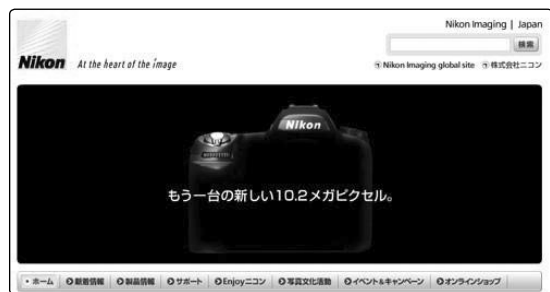 Nikon Imaging | Japan
検索
Nikon At the heart of the image
Nikon Imaging global site 株式会社ニコン
Nikon
もう一台の新しい10.2メガピクセル。
ホーム 新着情報 製品情報 サポート Enjoyニコン 写真文化活動 イベント&キャンペーン オンラインショップ